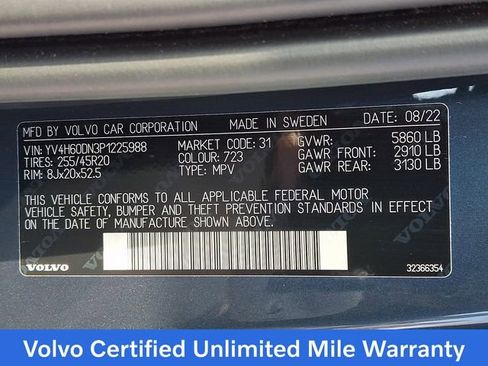 MFD BY VOLVO CAR CORPORATION MADE IN SWEDEN DATE: 08/22
VIN: YV4H60DN3P1225988 MARKET CODE: 31 GVWR: 5860 LB
TIRES: 255/45R20 COLOUR: 723 GAWR FRONT: 2910 LB
RIM: 8Jx20x52.5 TYPE: MPV GAWR REAR: 3130 LB
THIS VEHICLE CONFORMS TO ALL APPLICABLE FEDERAL MOTOR
VEHICLE SAFETY, BUMPER AND THEFT PREVENTION STANDARDS IN EFFECT
ON THE DATE OF MANUFACTURE SHOWN ABOVE.
VOLVO 32366354
Volvo Certified Unlimited Mile Warranty